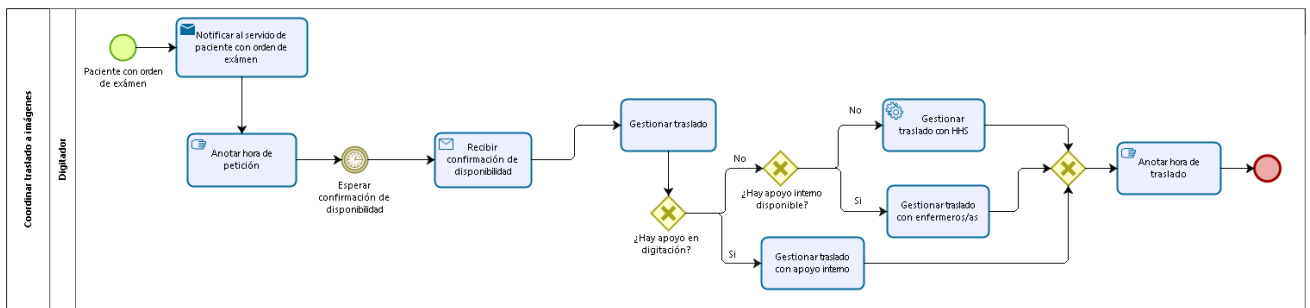 Coordinar traslado a imágenes
Digitador
Paciente con orden
de exámen
Notificar al servido de
paciente con orden de
exámen
Anotar hora de
petición
Esperar
confirmación de
disponibilidad
Recibir
confirmación de
disponibilidad
Gestionar traslado
¿Hay apoyo en
digitación?
No
Si
¿Hay apoyo interno
disponible?
No
Si
Gestionar
traslado con HHS
Gestionar traslado
con enfermeros/as
Gestionar traslado
con apoyo interno
Anotar hora de
traslado